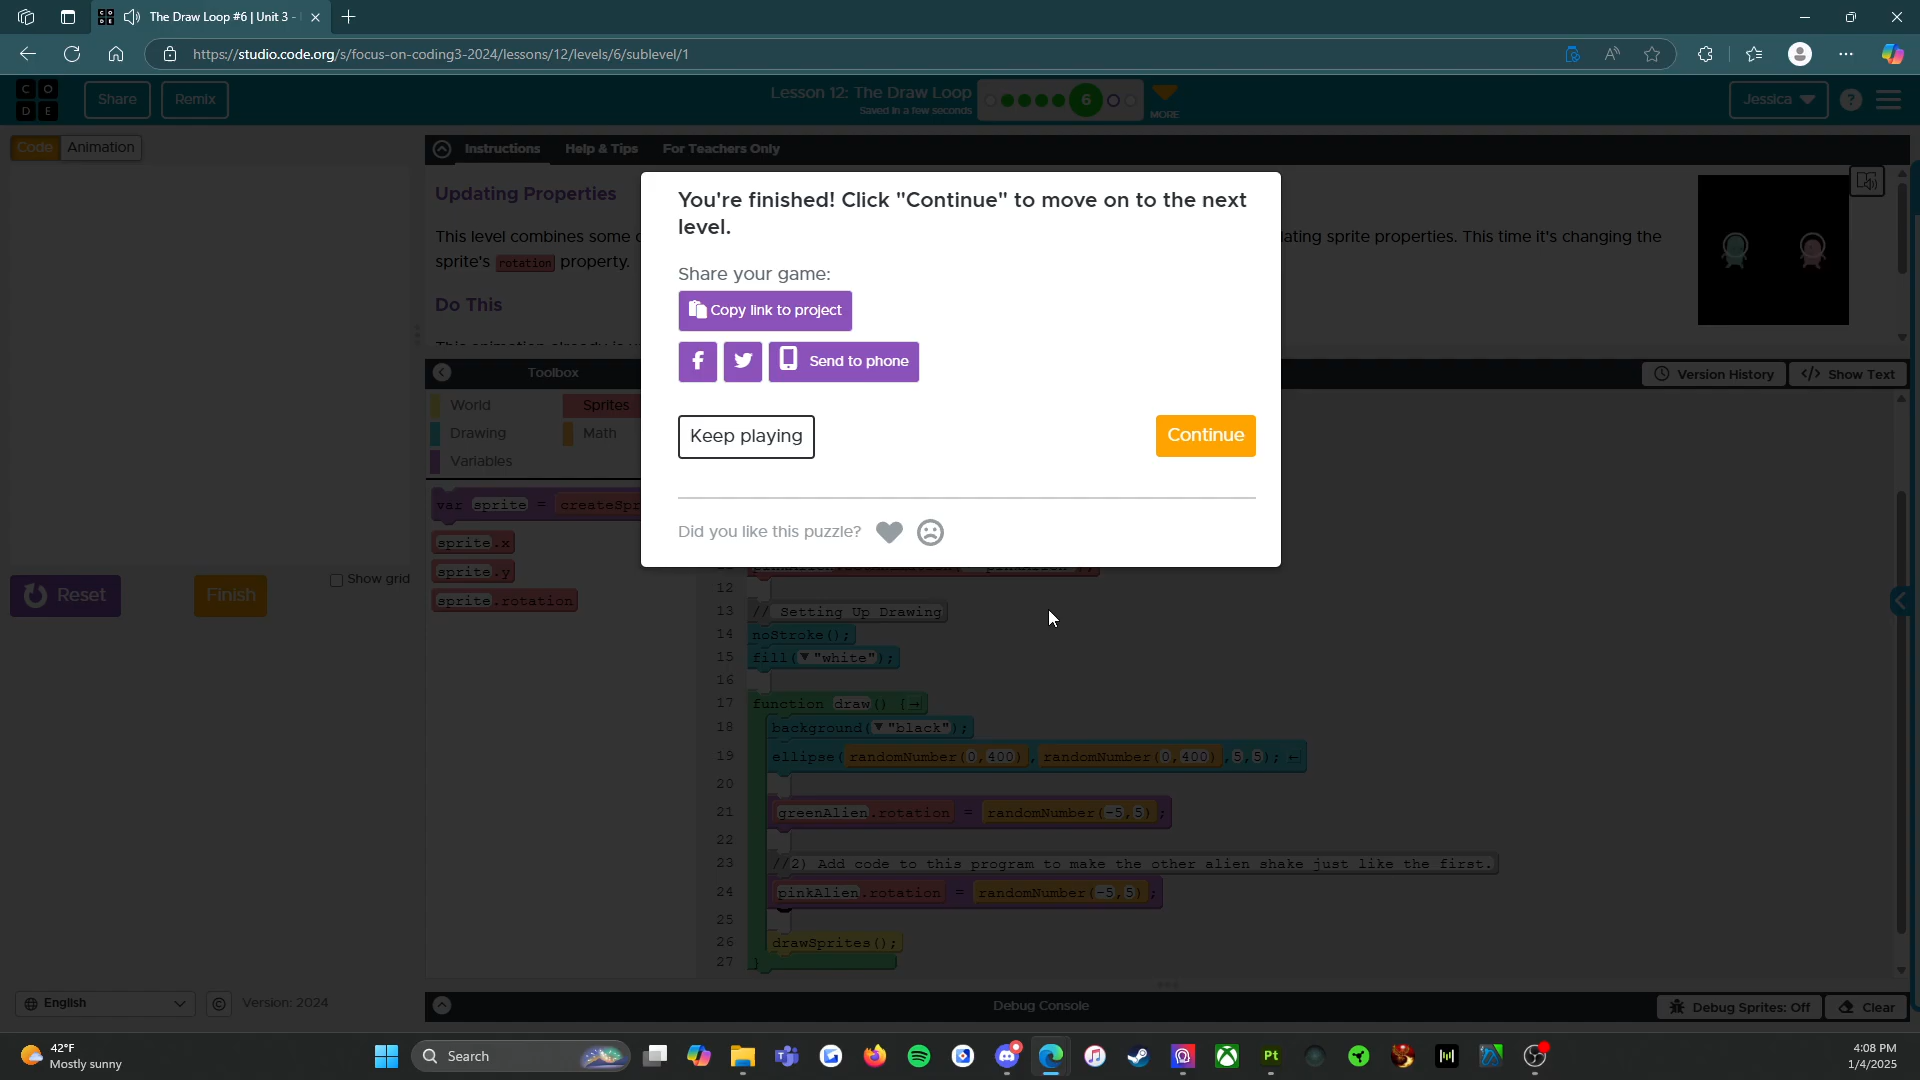 The Draw Loop #6 | Unit 3 -
https://studio.code.org/s/focus-on-coding3-2024/lessons/12/levels/6/sublevel/1
C O
D E
Share
Remix
Lesson 12: The Draw Loop
Saved in a few seconds
6
MORE
Jessica
?
Code
Animation
Instructions
Help & Tips
For Teachers Only
Updating Properties
This level combines some
ating sprite properties. This time it's changing the
sprite's rotation property.
Do This
You're finished! Click "Continue" to move on to the next
level.
Share your game:
Copy link to project
Send to phone
Keep playing
Continue
Did you like this puzzle?
Toolbox
Version History
</> Show Text
World
Sprites
Drawing
Math
Variables
var sprite = createSpr
sprite.x
sprite.y
sprite.rotation
Reset
Finish
Show grid
12
13 // Setting Up Drawing
14 noStroke();
15 fill("white");
16
17 function draw() {
18 background("black");
19 ellipse(randomNumber(0,400), randomNumber(0,400),5,5);
20
21 greenAlien.rotation = randomNumber(-5,5);
22
23 //2) Add code to this program to make the other alien shake just like the first.
24 pinkAlien.rotation = randomNumber(-5,5);
25
26 drawSprites();
27 }
English
©
Version: 2024
Debug Console
Debug Sprites: Off
Clear
42°F
Mostly sunny
Search
Pt
4:08 PM
1/4/2025